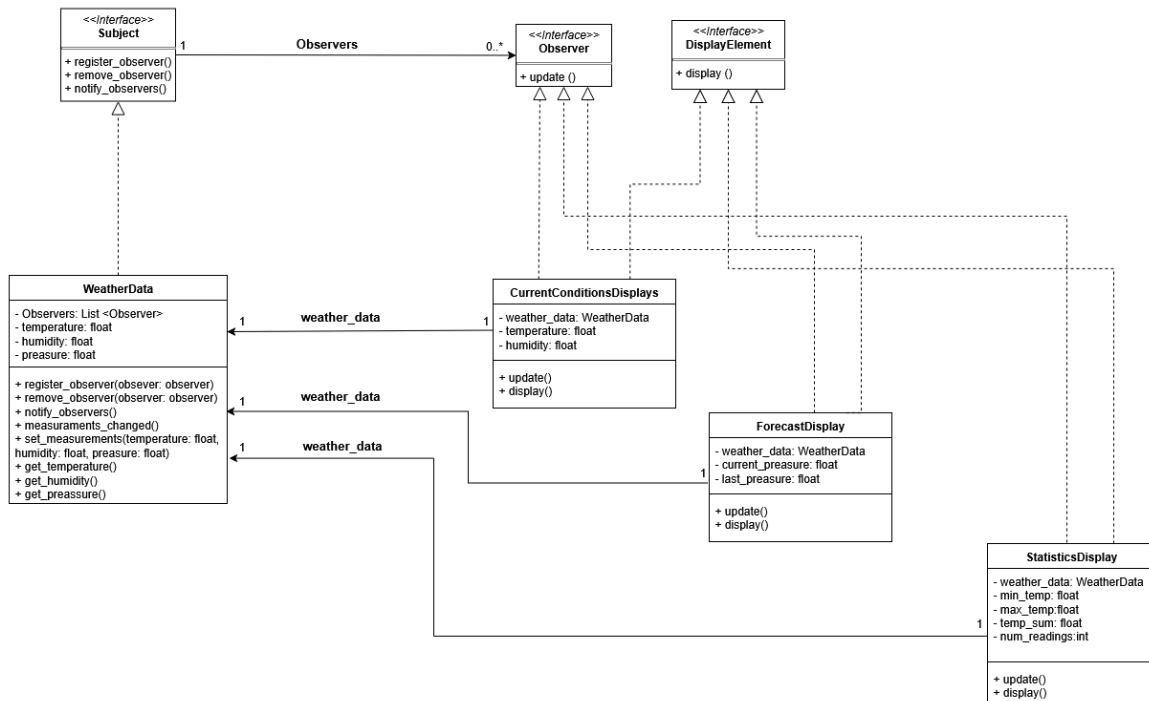 <<Interface>>
Subject
+ register_observer()
+ remove_observer()
+ notify_observers()
1
Observers
0..*
<<Interface>>
Observer
+ update ()
<<Interface>>
DisplayElement
+ display ()
WeatherData
- Observers: List <Observer>
- temperature: float
- humidity: float
- preasure: float
+ register_observer(obsever: observer)
+ remove_observer(observer: observer)
+ notify_observers()
+ measuraments_changed()
+ set_measurements(temperature: float,
humidity: float, preasure: float)
+ get_temperature()
+ get_humidity()
+ get_preassure()
1
weather_data
1
CurrentConditionsDisplays
- weather_data: WeatherData
- temperature: float
- humidity: float
+ update()
+ display()
1
weather_data
1
ForecastDisplay
- weather_data: WeatherData
- current_preasure: float
- last_preasure: float
+ update()
+ display()
1
weather_data
1
StatisticsDisplay
- weather_data: WeatherData
- min_temp: float
- max_temp:float
- temp_sum: float
- num_readings:int
+ update()
+ display()